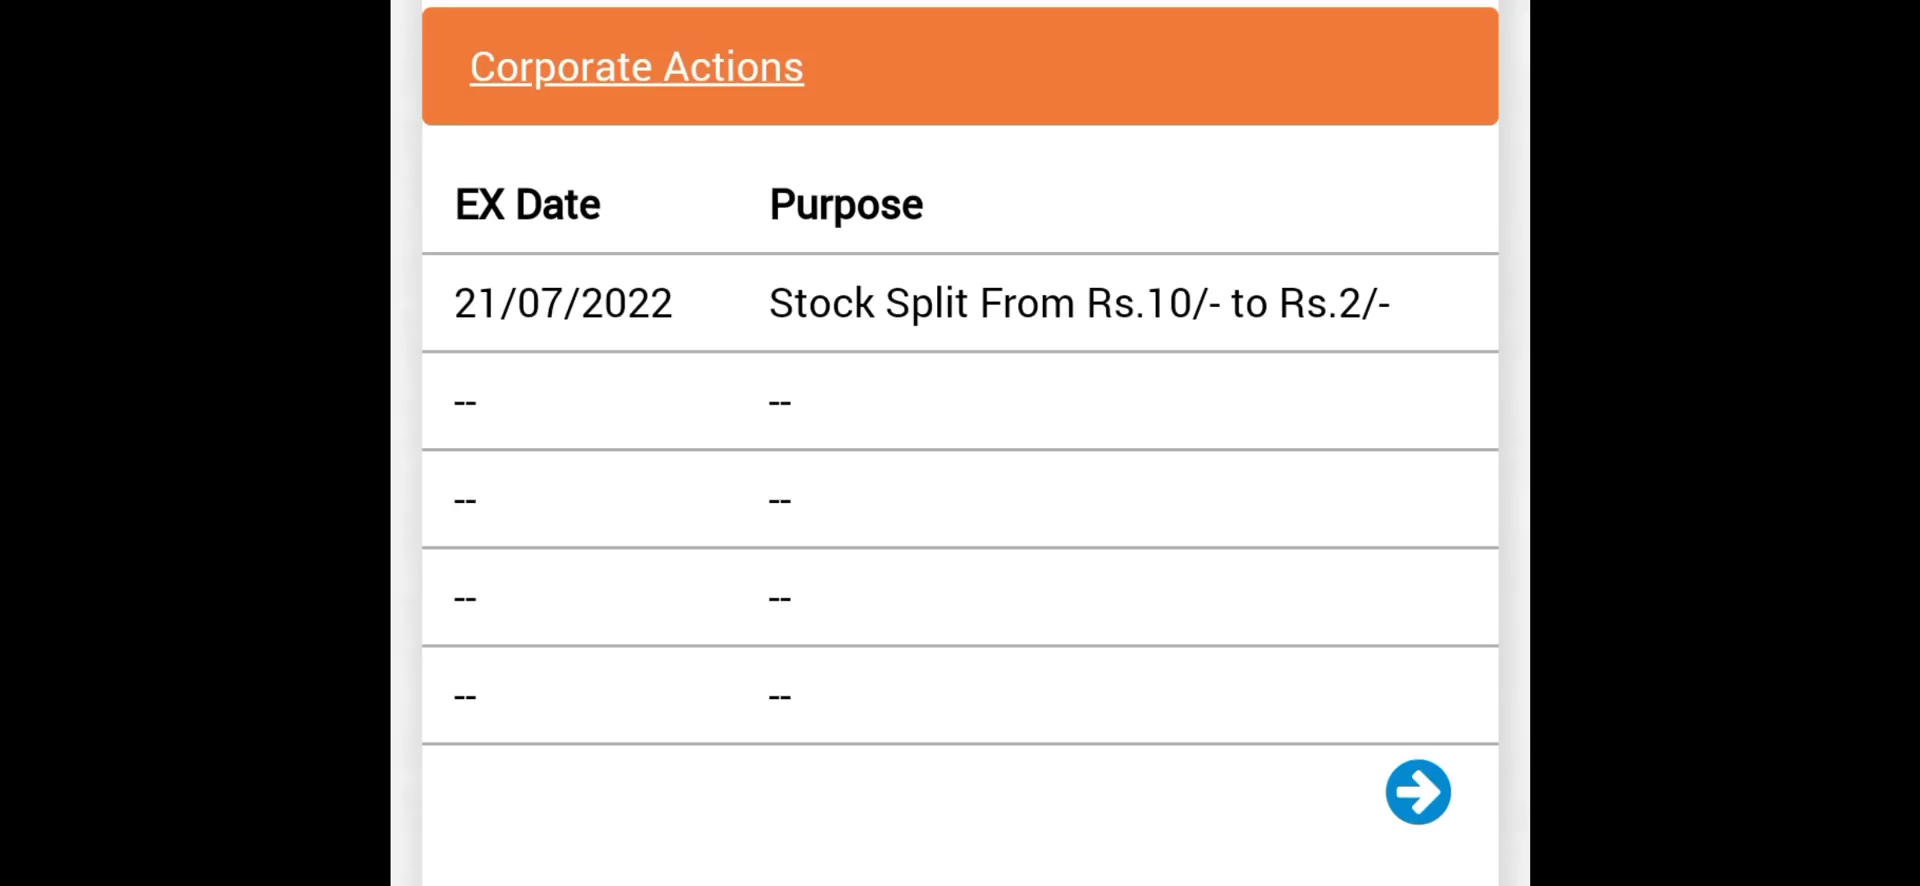 Corporate Actions
EX Date Purpose
21/07/2022 Stock Split From Rs.10/- to Rs.2/-
-- --
-- --
-- --
-- --